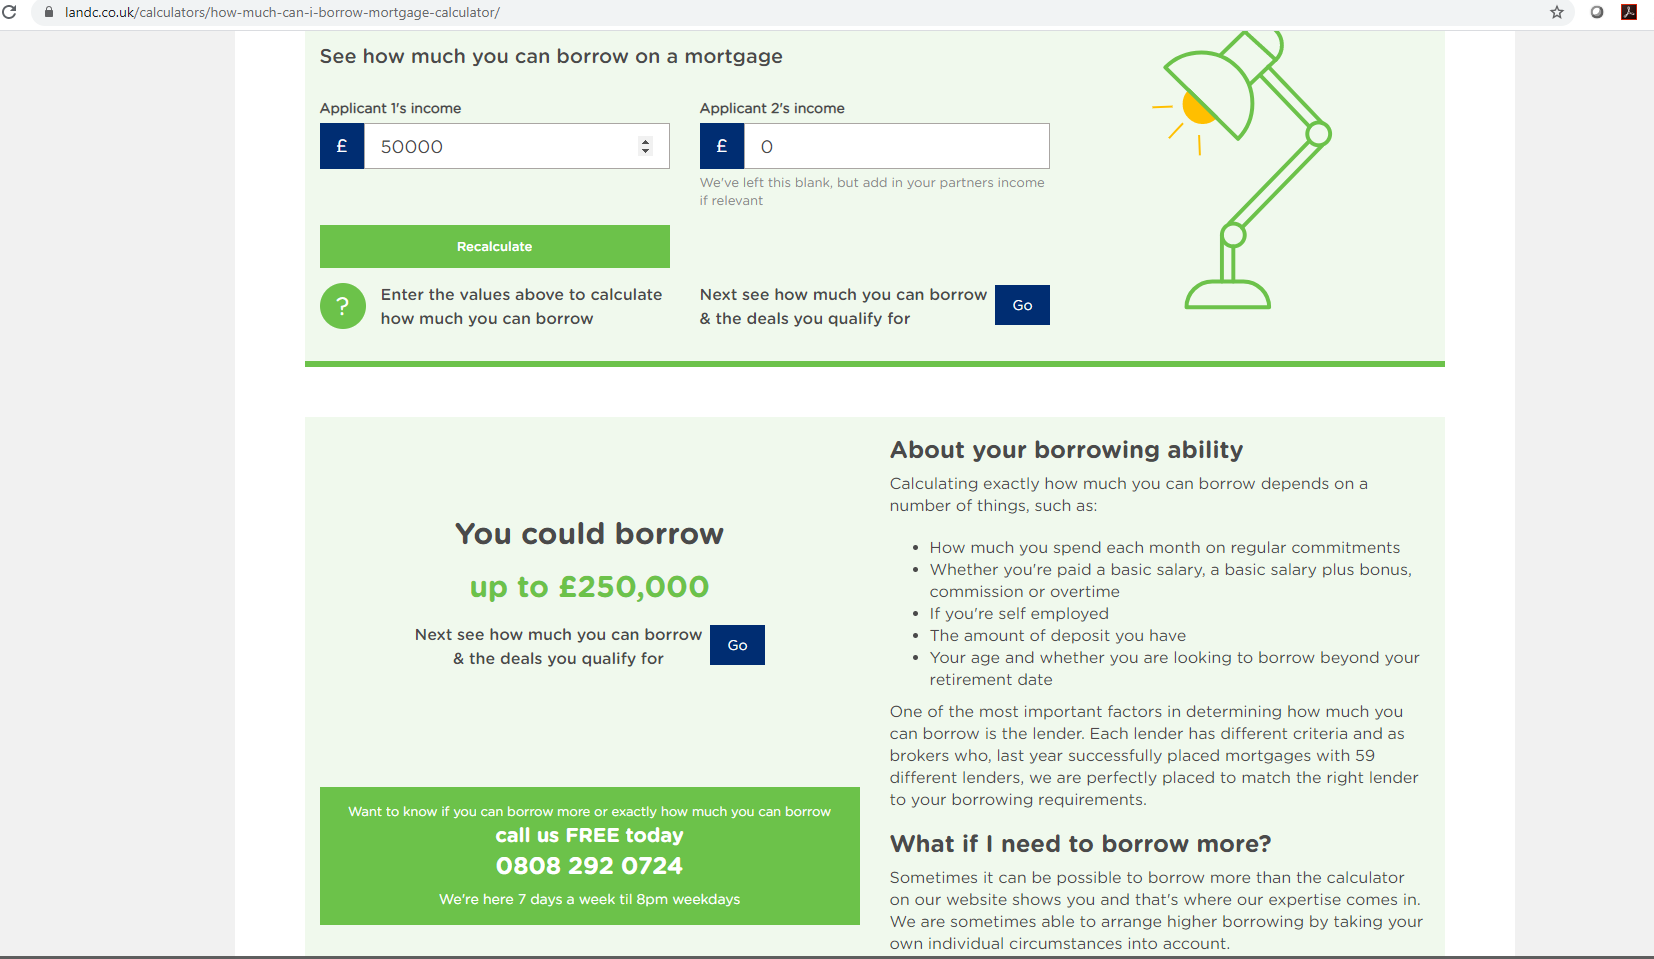 landc.co.uk/calculators/how-much-can-i-borrow-mortgage-calculator/
See how much you can borrow on a mortgage
Applicant 1's income
£ 50000
Applicant 2's income
£ 0
We've left this blank, but add in your partners income
if relevant
Recalculate
? Enter the values above to calculate
how much you can borrow
Next see how much you can borrow
& the deals you qualify for
Go
You could borrow
up to £250,000
Next see how much you can borrow
& the deals you qualify for
Go
Want to know if you can borrow more or exactly how much you can borrow
call us FREE today
0808 292 0724
We're here 7 days a week til 8pm weekdays
About your borrowing ability
Calculating exactly how much you can borrow depends on a
number of things, such as:
• How much you spend each month on regular commitments
• Whether you're paid a basic salary, a basic salary plus bonus,
commission or overtime
• If you're self employed
• The amount of deposit you have
• Your age and whether you are looking to borrow beyond your
retirement date
One of the most important factors in determining how much you
can borrow is the lender. Each lender has different criteria and as
brokers who, last year successfully placed mortgages with 59
different lenders, we are perfectly placed to match the right lender
to your borrowing requirements.
What if I need to borrow more?
Sometimes it can be possible to borrow more than the calculator
on our website shows you and that's where our expertise comes in.
We are sometimes able to arrange higher borrowing by taking your
own individual circumstances into account.